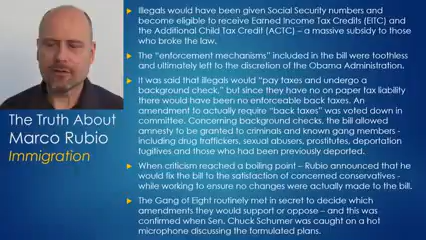 • Illegals would have been given Social Security numbers and
become eligible to receive Earned Income Tax Credits (EITC) and
the Additional Child Tax Credit (ACTC) – a massive subsidy to
those who broke the law.
• The "enforcement mechanisms" included in the bill were toothless
and ultimately left to the discretion of the Obama Administration.
• It was said that illegals would "pay taxes and undergo a
background check," but since they have no on paper tax liability
there would have been no enforceable back taxes. An
amendment to actually require "back taxes" was voted down in
committee. Concerning background checks, the bill allowed
amnesty to be granted to criminals and known gang members -
including drug traffickers, sexual abusers, prostitutes, deportation
fugitives and those who had been previously deported.
• When criticism reached a boiling point – Rubio announced that he
would fix the bill to the satisfaction of concerned conservatives -
while working to ensure no changes were actually made to the bill.
• The Gang of Eight routinely met in secret to decide which
amendments they would support or oppose – and this was
confirmed when Sen. Chuck Schumer was caught on a hot
microphone discussing the formulated plans.
The Truth About
Marco Rubio
Immigration